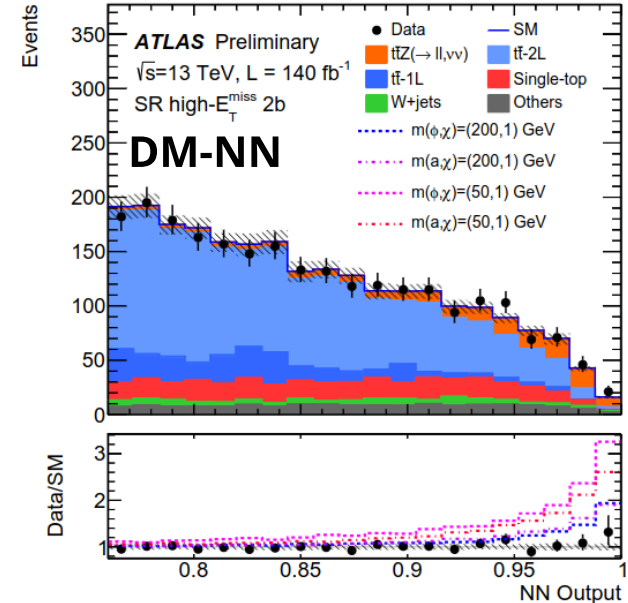 Events
350
300
250
200
150
100
50
0
ATLAS Preliminary
√s=13 TeV, L = 140 fb⁻¹
SR high-E_T^miss 2b
DM-NN
Data
SM
tt̄Z(→ ll,νν)
tt̄-2L
tt̄-1L
Single-top
W+jets
Others
m(ϕ,χ)=(200,1) GeV
m(a,χ)=(200,1) GeV
m(ϕ,χ)=(50,1) GeV
m(a,χ)=(50,1) GeV
Data/SM
3
2
1
0.8
0.85
0.9
0.95
1
NN Output